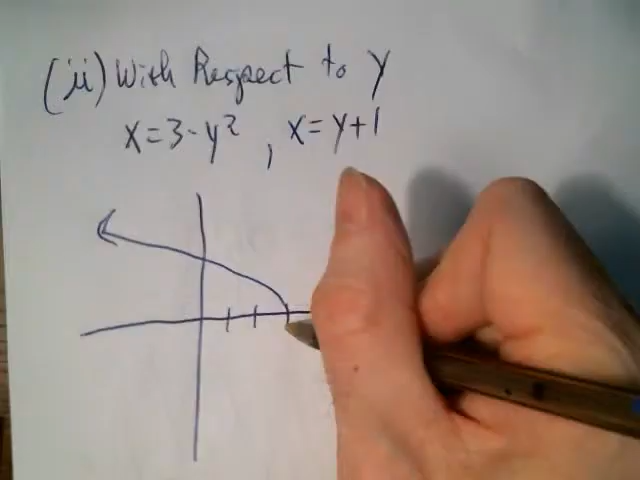 (ii) With Respect to y
x=3-y², x=y+1